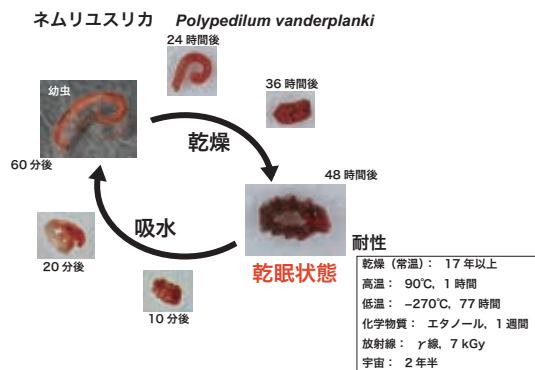 ネムリユスリカ Polypedilum vanderplanki
24 時間後
幼虫
36 時間後
乾燥
60 分後
48 時間後
吸水
20 分後
乾眠状態
10 分後
耐性
乾燥（常温）： 17 年以上
高温： 90℃, 1 時間
低温： −270℃, 77 時間
化学物質： エタノール, 1 週間
放射線： γ線, 7 kGy
宇宙： 2 年半